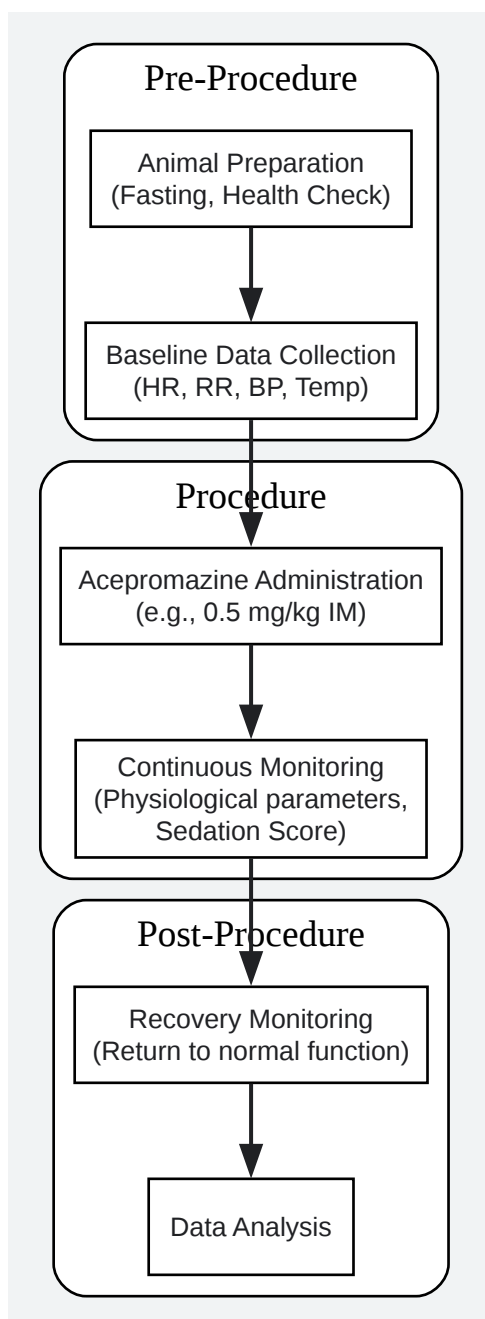 Pre-Procedure
Animal Preparation
(Fasting, Health Check)
Baseline Data Collection
(HR, RR, BP, Temp)
Procedure
Acepromazine Administration
(e.g., 0.5 mg/kg IM)
Continuous Monitoring
(Physiological parameters,
Sedation Score)
Post-Procedure
Recovery Monitoring
(Return to normal function)
Data Analysis